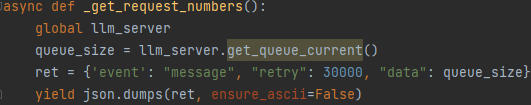 async def _get_request_numbers():
global llm_server
queue_size = llm_server.get_queue_current()
ret = {'event': "message", "retry": 30000, "data": queue_size}
yield json.dumps(ret, ensure_ascii=False)